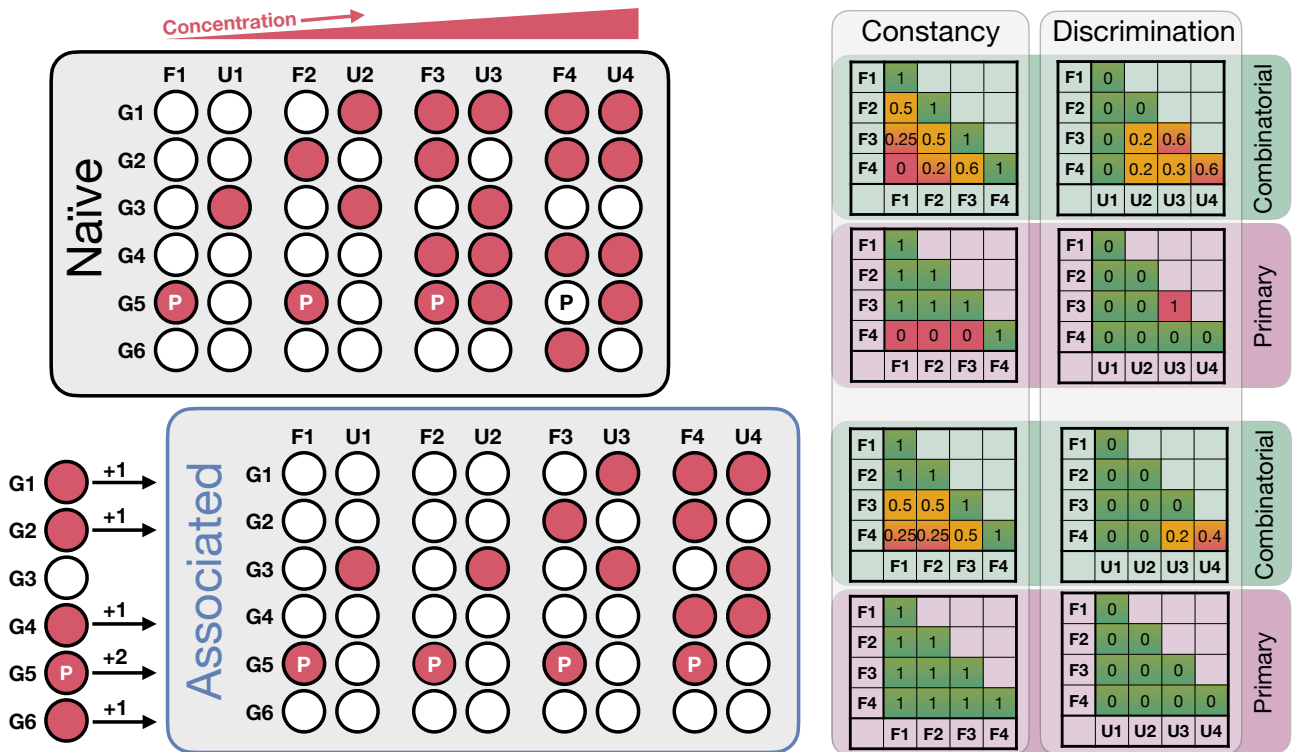 Concentration
Naïve
F1 U1 F2 U2 F3 U3 F4 U4
G1
G2
G3
G4
G5 P P P P
G6
Constancy Discrimination
Combinatorial
F1 1
F2 0.5 1
F3 0.25 0.5 1
F4 0 0.2 0.6 1
F1 F2 F3 F4
F1 0
F2 0 0
F3 0 0.2 0.6
F4 0 0.2 0.3 0.6
U1 U2 U3 U4
Primary
F1 1
F2 1 1
F3 1 1 1
F4 0 0 0 1
F1 F2 F3 F4
F1 0
F2 0 0
F3 0 0 1
F4 0 0 0 0
U1 U2 U3 U4
G1 +1
G2 +1
G3
G4 +1
G5 P +2
G6 +1
Associated
F1 U1 F2 U2 F3 U3 F4 U4
G1
G2
G3
G4
G5 P P P P
G6
Combinatorial
F1 1
F2 1 1
F3 0.5 0.5 1
F4 0.25 0.25 0.5 1
F1 F2 F3 F4
F1 0
F2 0 0
F3 0 0 0
F4 0 0 0.2 0.4
U1 U2 U3 U4
Primary
F1 1
F2 1 1
F3 1 1 1
F4 1 1 1 1
F1 F2 F3 F4
F1 0
F2 0 0
F3 0 0 0
F4 0 0 0 0
U1 U2 U3 U4